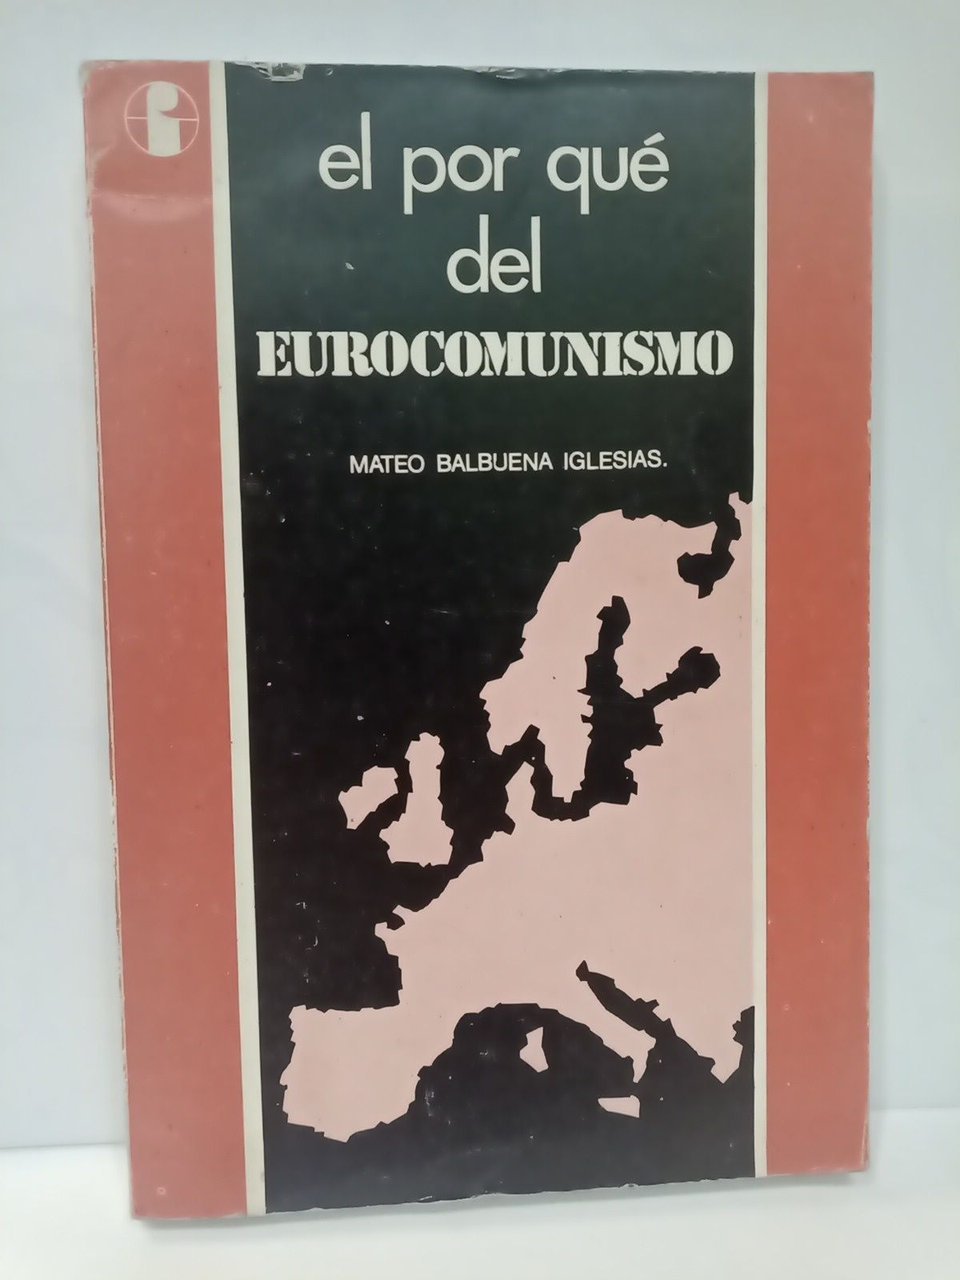 el por qué
del
EUROCOMUNISMO
MATEO BALBUENA IGLESIAS.